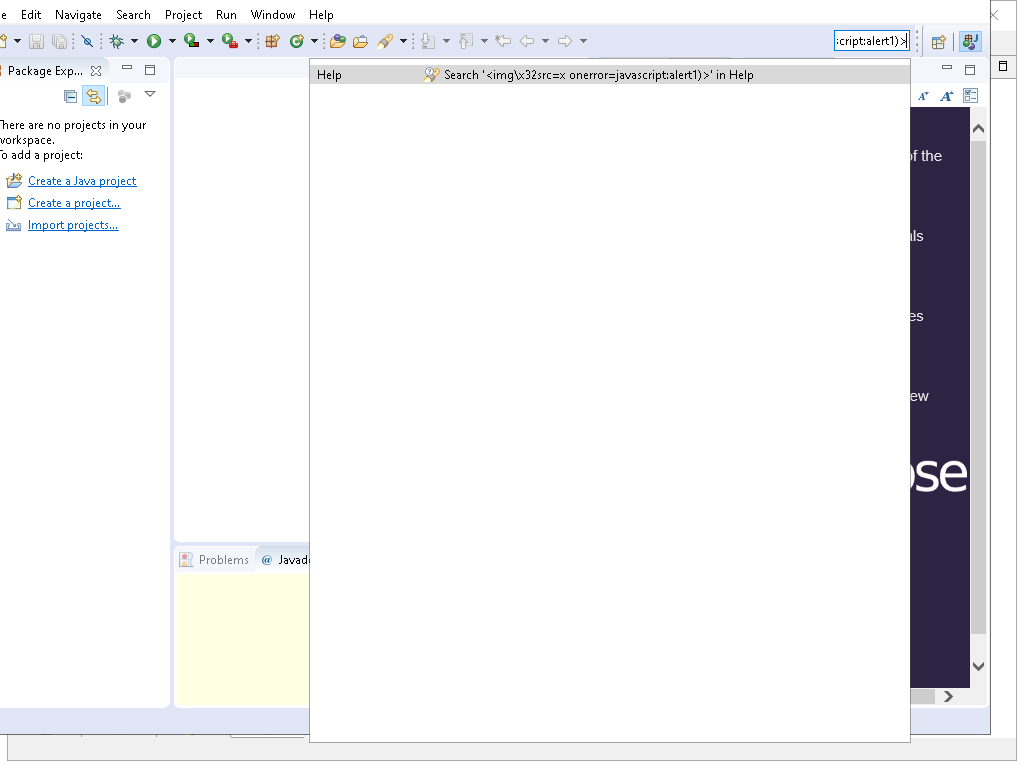 e Edit Navigate Search Project Run Window Help
:cript:alert1)>
Package Exp...
Help Search '<img\x32src=x onerror=javascript:alert1)>' in Help
There are no projects in your
workspace.
To add a project:
Create a Java project
Create a project...
Import projects...
of the
als
es
ew
ose
Problems @ Javad